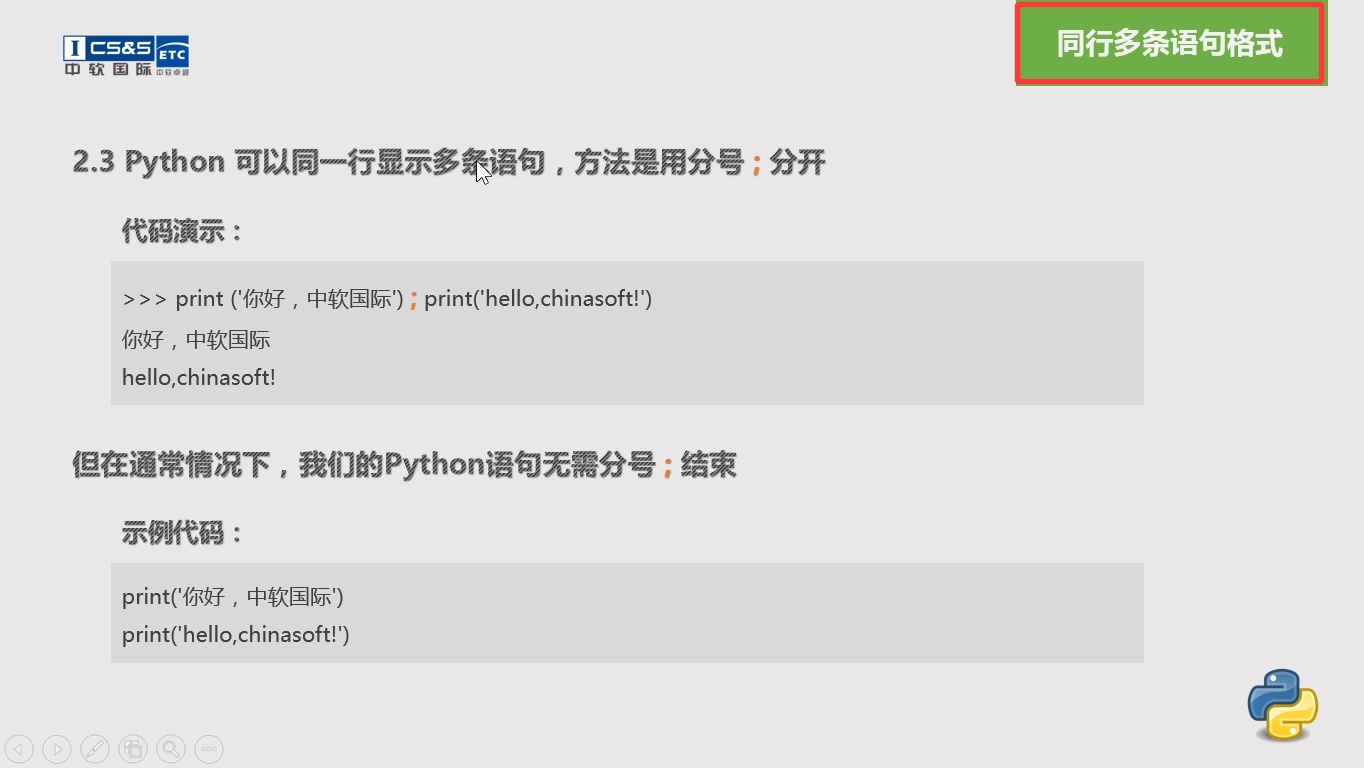 I CS&S ETC
中软国际 中软卓越
同行多条语句格式
2.3 Python 可以同一行显示多条语句，方法是用分号;分开
代码演示：
>>> print ('你好，中软国际');print('hello,chinasoft!')
你好，中软国际
hello,chinasoft!
但在通常情况下，我们的Python语句无需分号;结束
示例代码：
print('你好，中软国际')
print('hello,chinasoft!')